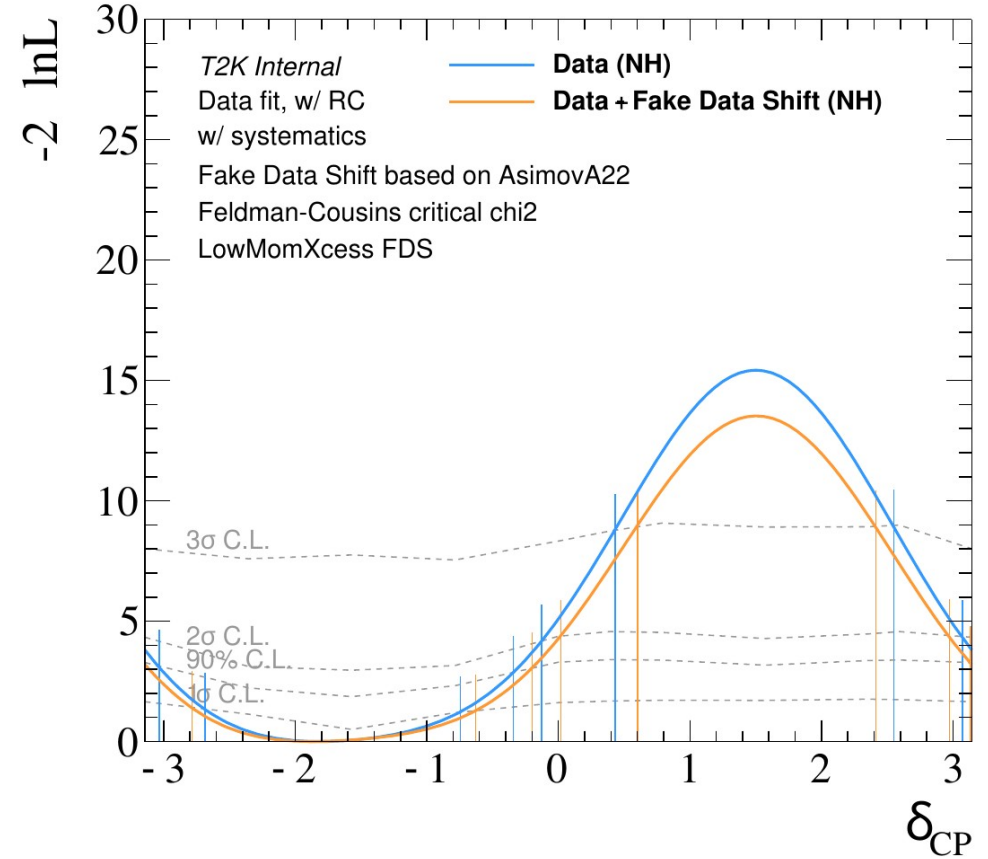 -2 lnL
30
25
20
15
10
5
0
T2K Internal
Data fit, w/ RC
w/ systematics
Fake Data Shift based on AsimovA22
Feldman-Cousins critical chi2
LowMomXcess FDS
Data (NH)
Data + Fake Data Shift (NH)
3σ C.L.
2σ C.L.
90% C.L.
1σ C.L.
-3 -2 -1 0 1 2 3
δCP